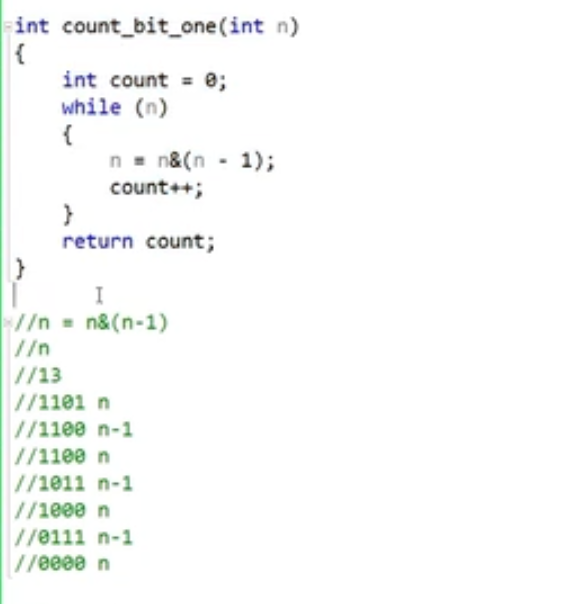 int count_bit_one(int n)
{
    int count = 0;
    while (n)
    {
        n = n&(n - 1);
        count++;
    }
    return count;
}
//n = n&(n-1)
//n
//13
//1101 n
//1100 n-1
//1100 n
//1011 n-1
//1000 n
//0111 n-1
//0000 n